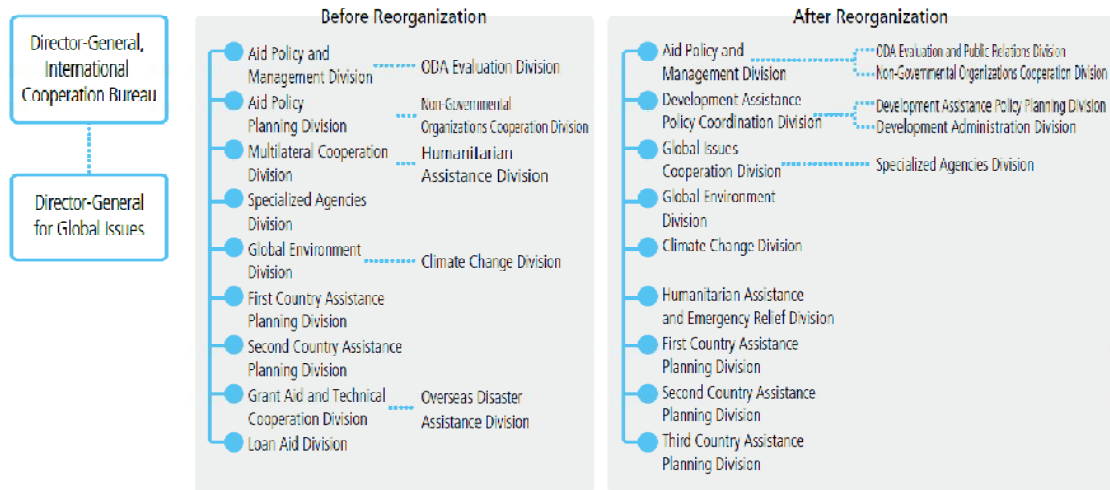 Director-General,
International
Cooperation Bureau
Director-General
for Global Issues
Before Reorganization
Aid Policy and
Management Division
ODA Evaluation Division
Aid Policy
Planning Division
Non-Governmental
Organizations Cooperation Division
Multilateral Cooperation
Division
Humanitarian
Assistance Division
Specialized Agencies
Division
Global Environment
Division
Climate Change Division
First Country Assistance
Planning Division
Second Country Assistance
Planning Division
Grant Aid and Technical
Cooperation Division
Overseas Disaster
Assistance Division
Loan Aid Division
After Reorganization
Aid Policy and
Management Division
ODA Evaluation and Public Relations Division
Non-Governmental Organizations Cooperation Division
Development Assistance
Policy Coordination Division
Development Assistance Policy Planning Division
Development Administration Division
Global Issues
Cooperation Division
Specialized Agencies Division
Global Environment
Division
Climate Change Division
Humanitarian Assistance
and Emergency Relief Division
First Country Assistance
Planning Division
Second Country Assistance
Planning Division
Third Country Assistance
Planning Division